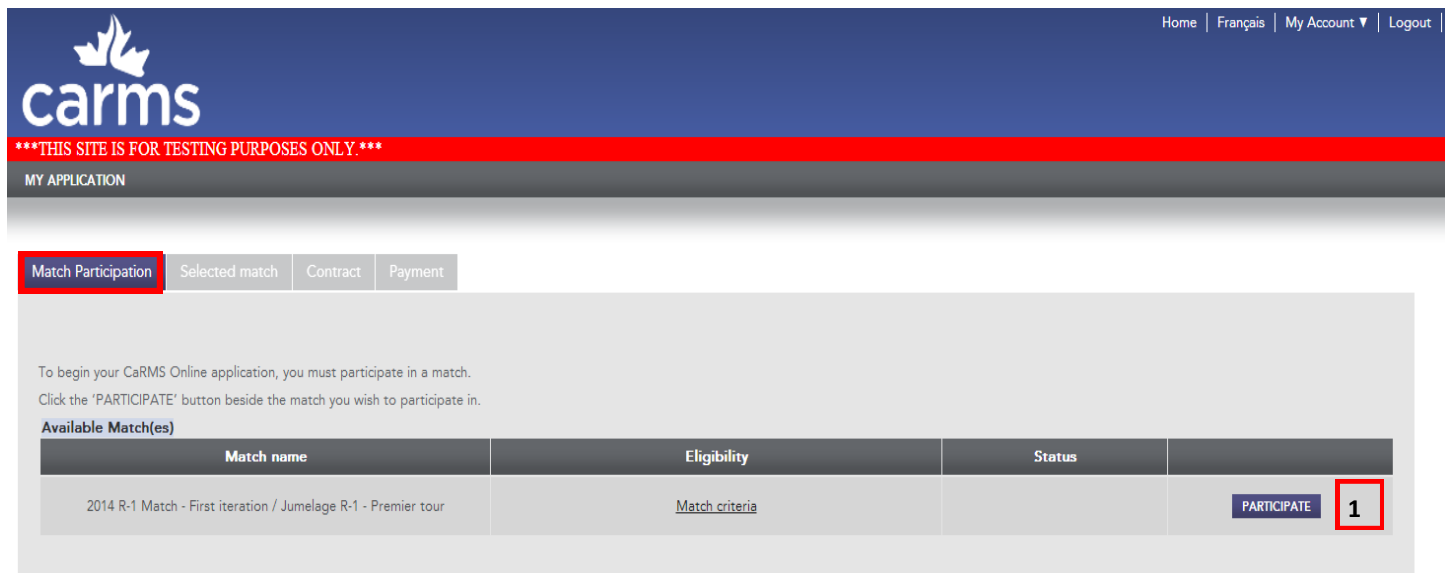 Home | Français | My Account ▼ | Logout |
carms
***THIS SITE IS FOR TESTING PURPOSES ONLY.***
MY APPLICATION
Match Participation Selected match Contract Payment
To begin your CaRMS Online application, you must participate in a match.
Click the 'PARTICIPATE' button beside the match you wish to participate in.
Available Match(es)
Match name Eligibility Status
2014 R-1 Match - First iteration / Jumelage R-1 - Premier tour Match criteria PARTICIPATE 1